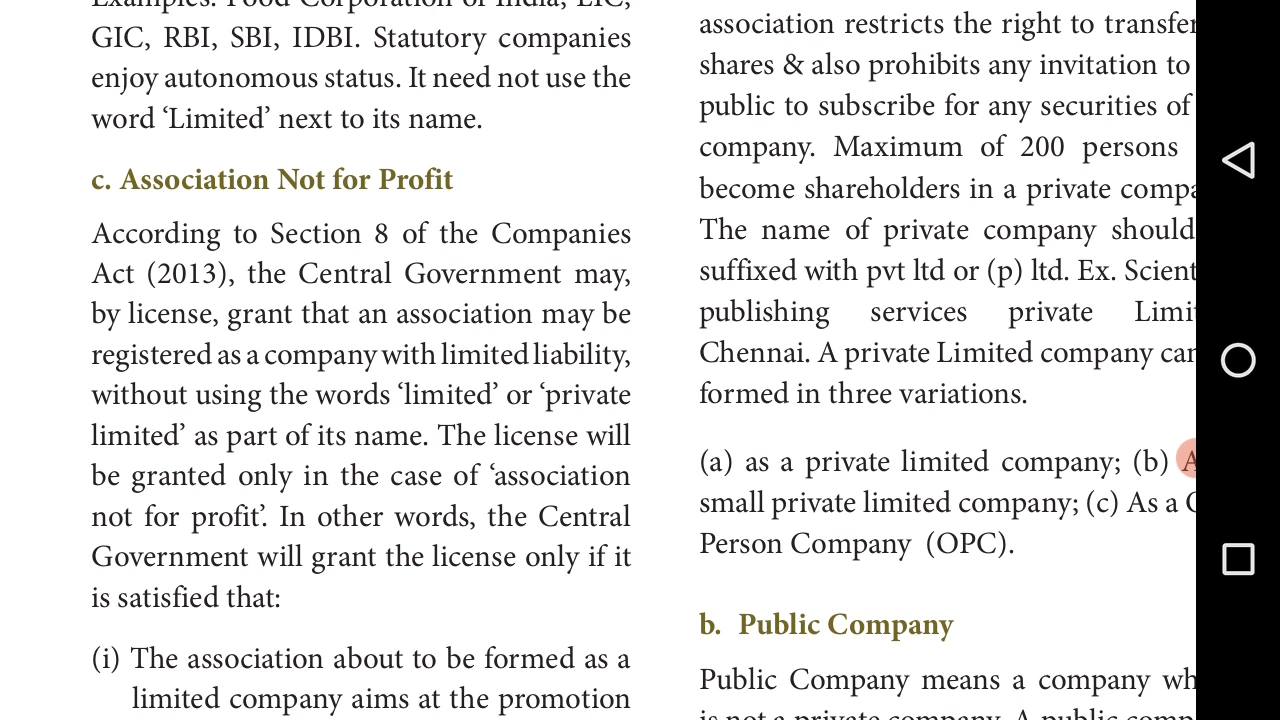 GIC, RBI, SBI, IDBI. Statutory companies
enjoy autonomous status. It need not use the
word ‘Limited’ next to its name.
c. Association Not for Profit
According to Section 8 of the Companies
Act (2013), the Central Government may,
by license, grant that an association may be
registered as a company with limited liability,
without using the words ‘limited’ or ‘private
limited’ as part of its name. The license will
be granted only in the case of ‘association
not for profit’. In other words, the Central
Government will grant the license only if it
is satisfied that:
(i) The association about to be formed as a
limited company aims at the promotion
association restricts the right to transfer
shares & also prohibits any invitation to
public to subscribe for any securities of
company. Maximum of 200 persons
become shareholders in a private
The name of private company should
suffixed with pvt ltd or (p) ltd. Ex.
publishing services private
Chennai. A private Limited company
formed in three variations.
(a) as a private limited company; (b)
small private limited company; (c) As a
Person Company (OPC).
b. Public Company
Public Company means a company
is not a private company. A public